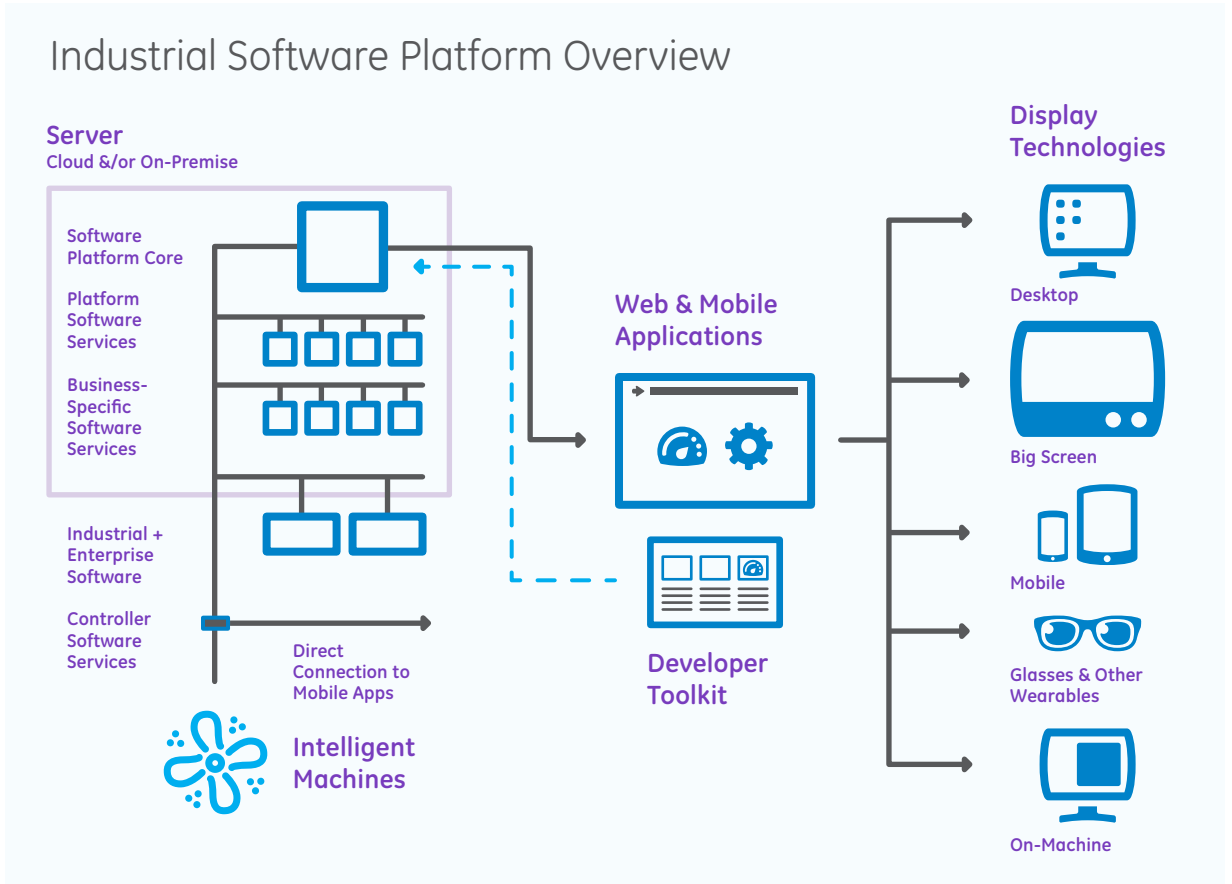 Industrial Software Platform Overview
Server
Cloud &/or On-Premise
Software
Platform Core
Platform
Software
Services
Business-
Specific
Software
Services
Industrial +
Enterprise
Software
Controller
Software
Services
Direct
Connection to
Mobile Apps
Intelligent
Machines
Web & Mobile
Applications
Developer
Toolkit
Display
Technologies
Desktop
Big Screen
Mobile
Glasses & Other
Wearables
On-Machine